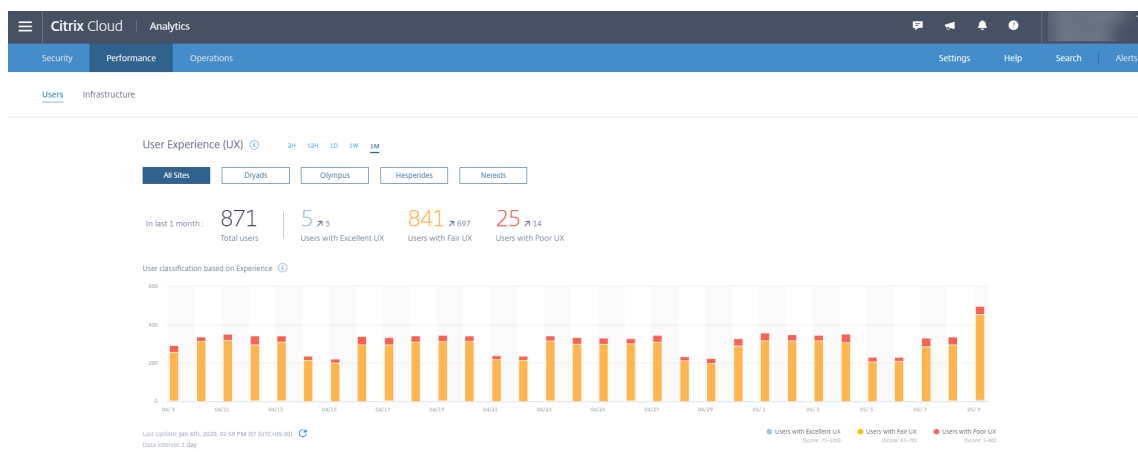 Citrix Cloud Analytics
Security Performance Operations Settings Help Search Alerts
Users Infrastructure
User Experience (UX) 2H 12H 1D 1W 1M
All Sites Dryads Olympus Hesperides Nereids
In last 1 month : 871 5 5 841 697 25 14
Total users Users with Excellent UX Users with Fair UX Users with Poor UX
User classification based on Experience
600
400
200
0
04/ 9 04/11 04/13 04/15 04/17 04/19 04/21 04/23 04/25 04/27 04/29 05/ 1 05/ 3 05/ 5 05/ 7 05/ 9
Last Update: Jan 6th, 2020, 02:59 PM IST (UTC+05:30) Users with Excellent UX Users with Fair UX Users with Poor UX
Data Interval: 1 day (Score: 71-100) (Score: 41-70) (Score: 1-40)